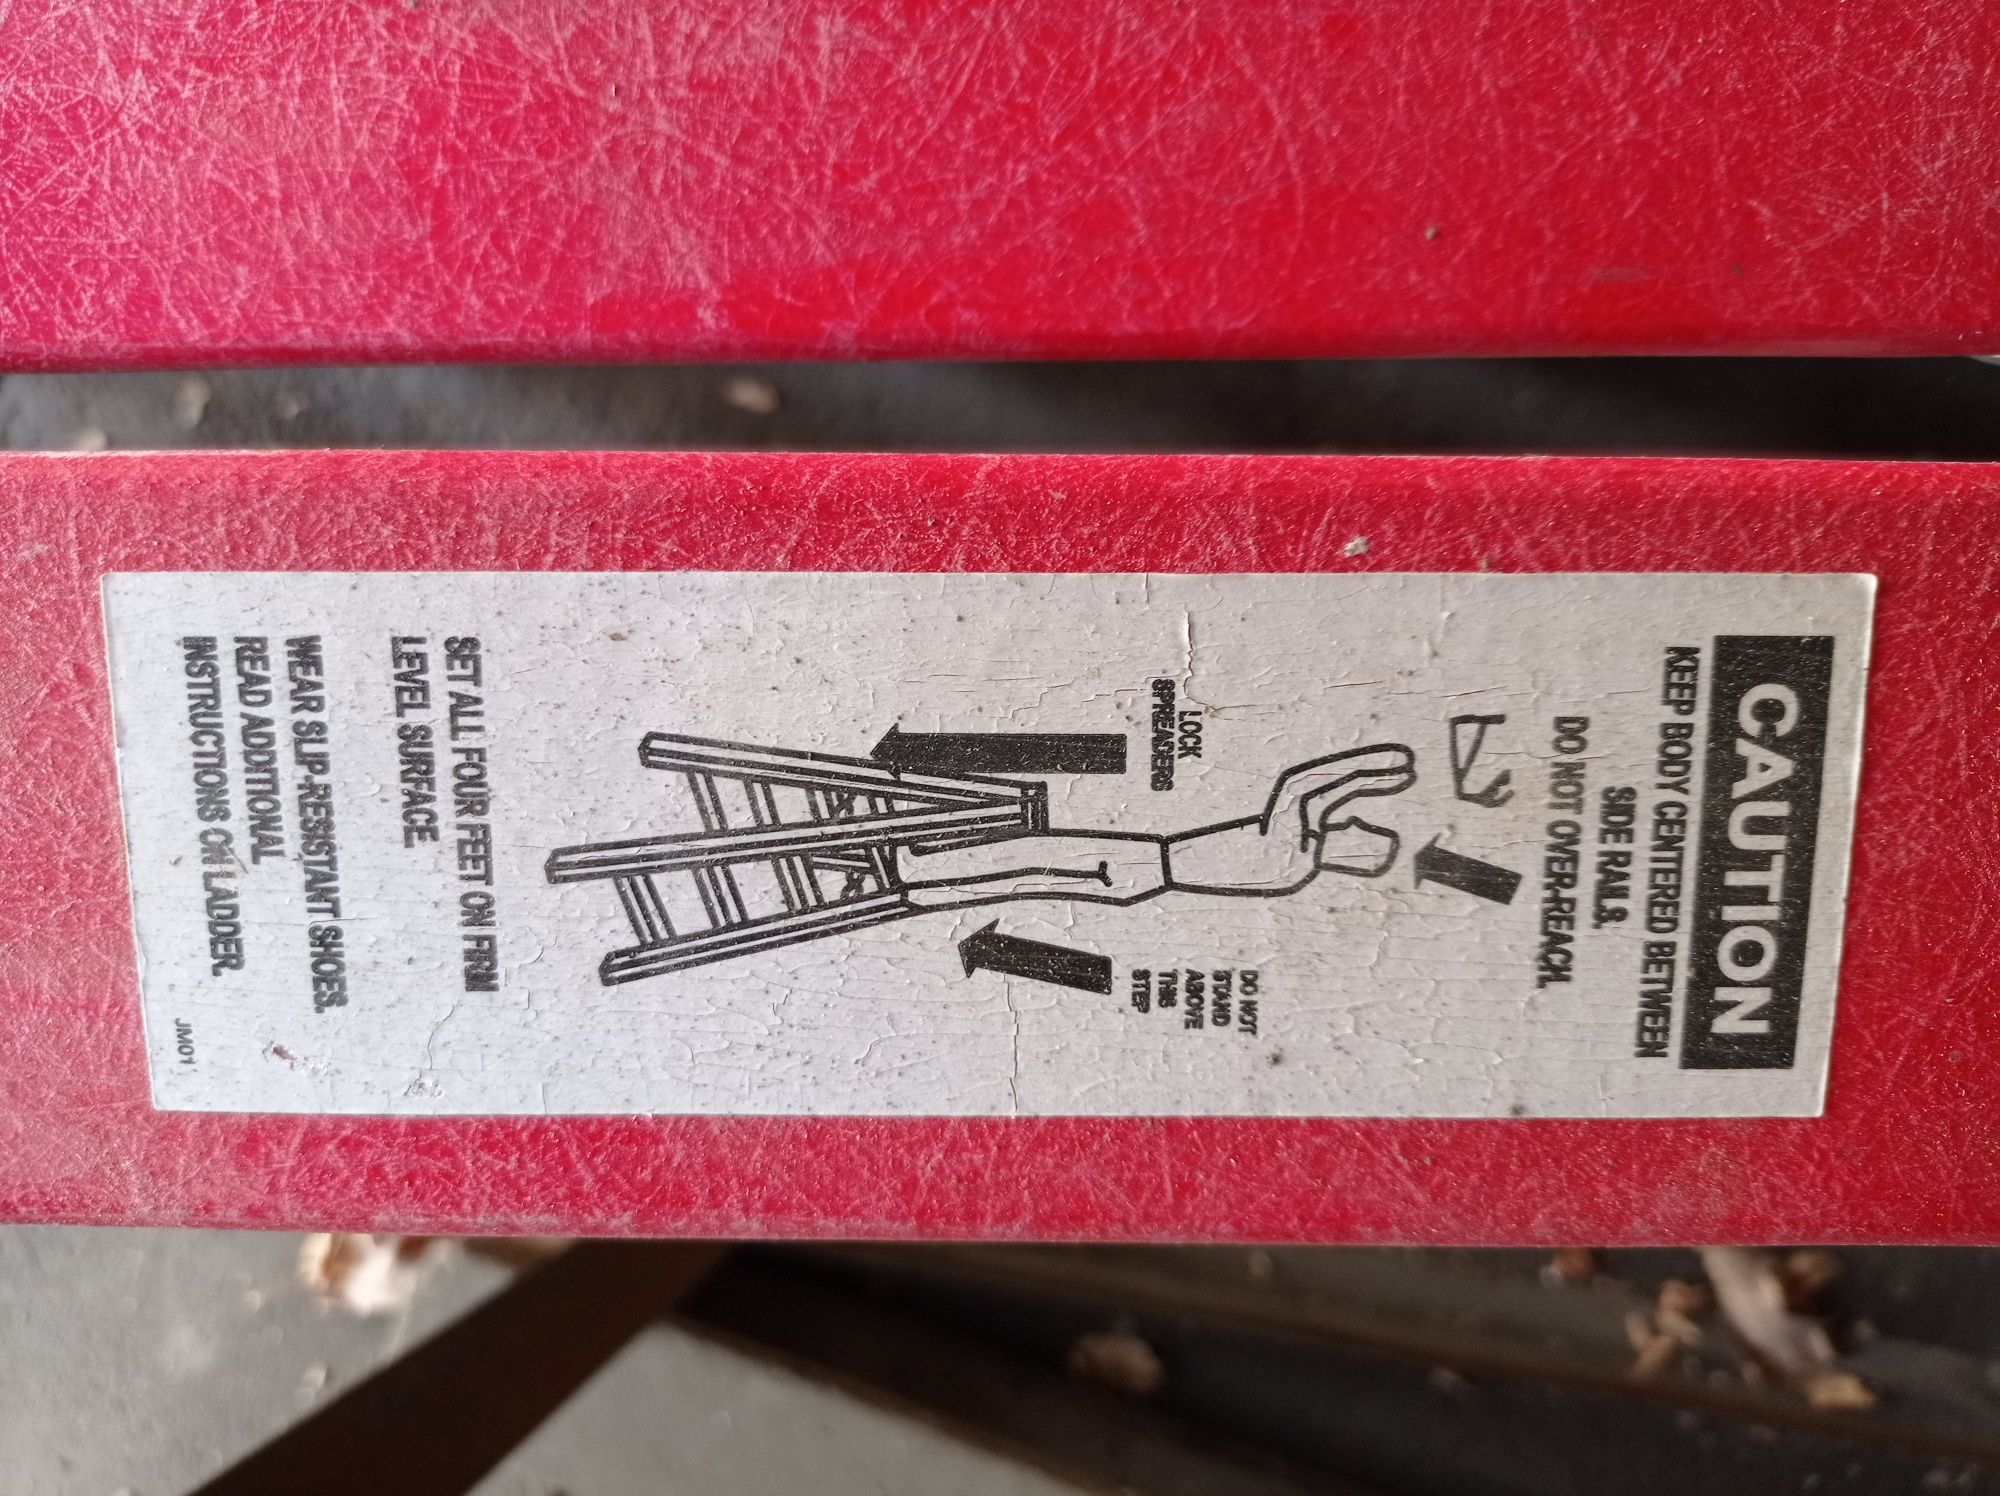 CAUTION
KEEP BODY CENTERED BETWEEN
SIDE RAILS.
DO NOT OVER-REACH.
DO NOT
STAND
ABOVE
THIS
STEP
LOCK
SPREADERS
SET ALL FOUR FEET ON FIRM
LEVEL SURFACE
WEAR SLIP-RESISTANT SHOES.
READ ADDITIONAL
INSTRUCTIONS ON LADDER.
JM01